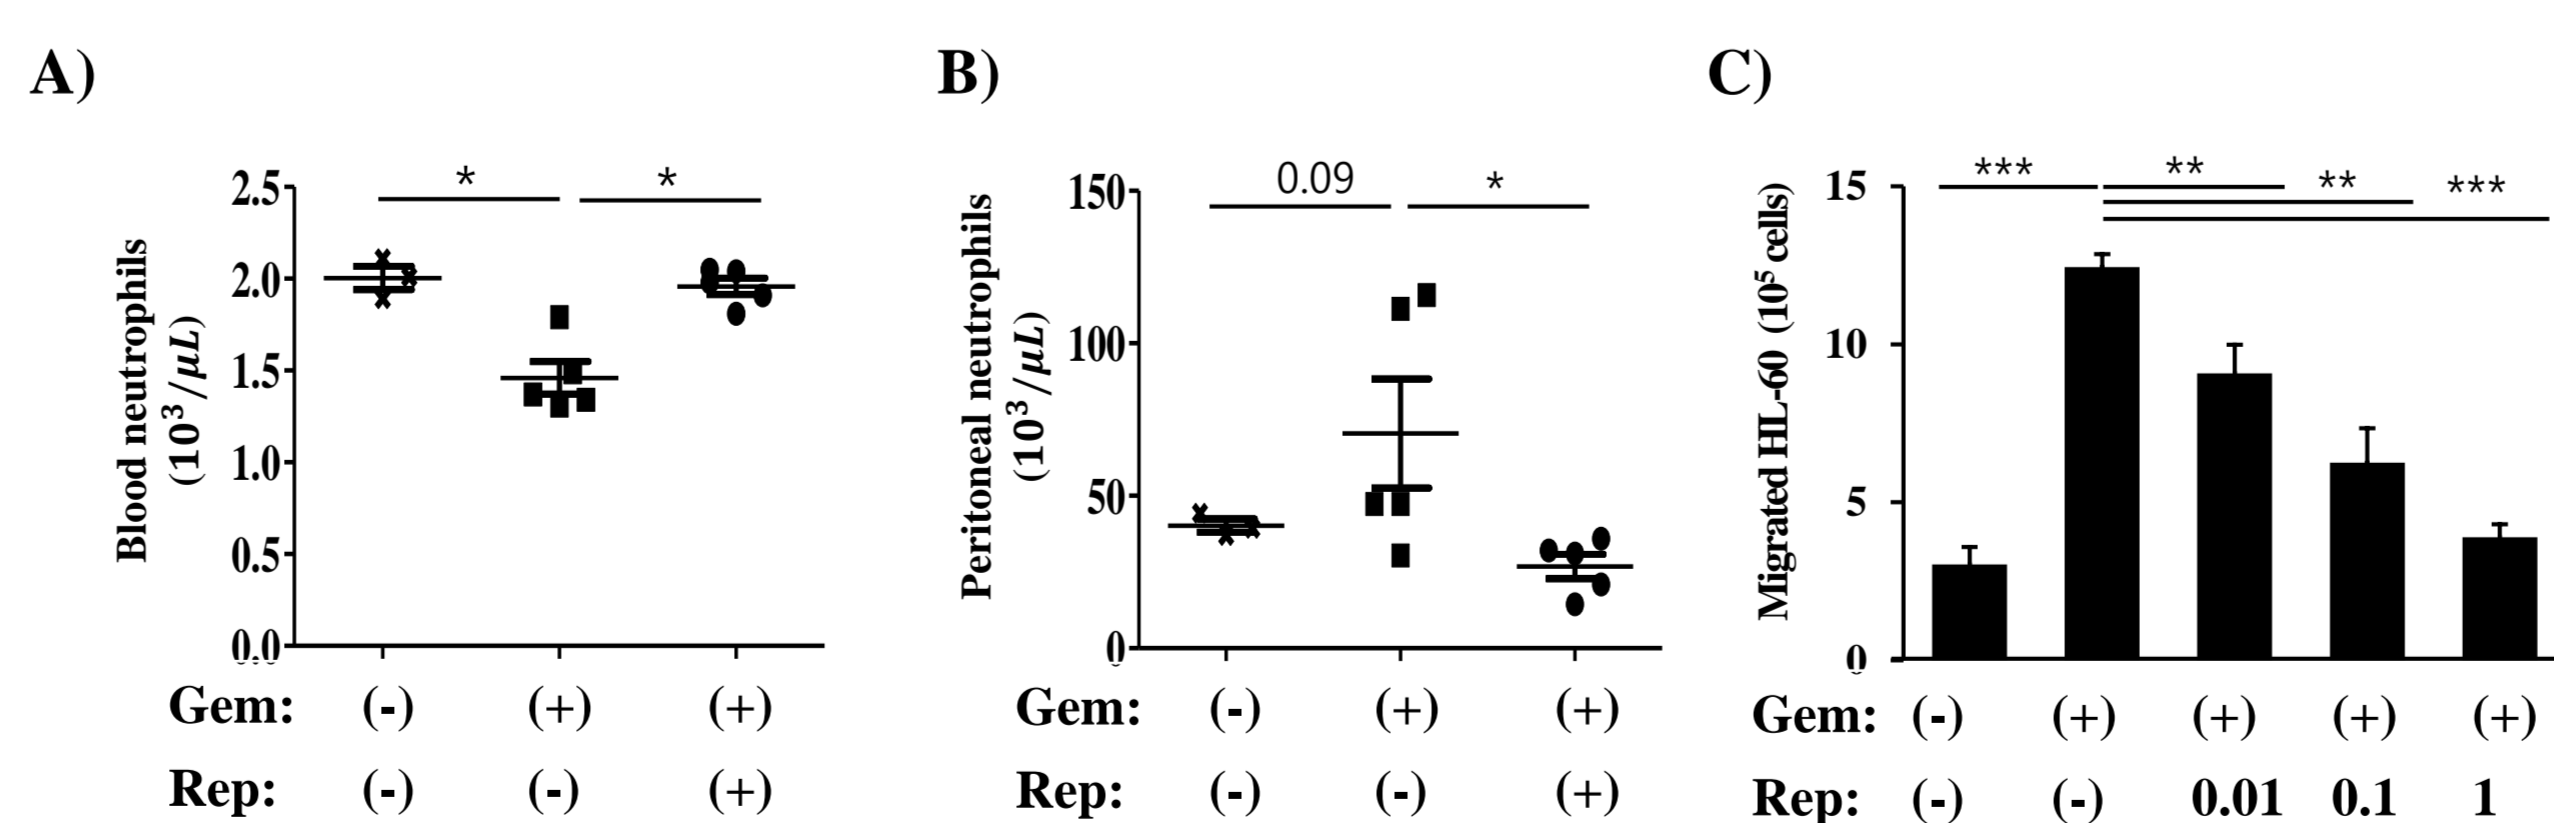 A)
Blood neutrophils
(10³/μL)
* *
2.5
2.0
1.5
1.0
0.5
0.0
Gem: (-) (+) (+)
Rep: (-) (-) (+)
B)
Peritoneal neutrophils
(10³/μL)
0.09 *
150
100
50
0
Gem: (-) (+) (+)
Rep: (-) (-) (+)
C)
Migrated HL-60 (10⁵ cells)
*** ** ** ***
15
10
5
0
Gem: (-) (+) (+) (+) (+)
Rep: (-) (-) 0.01 0.1 1